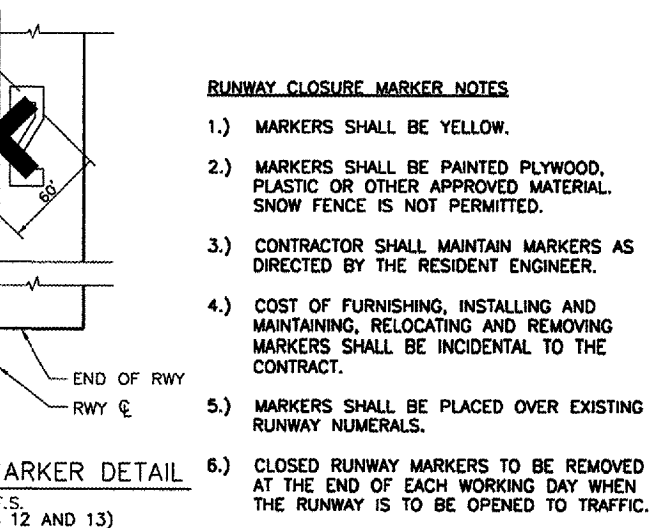 RUNWAY CLOSURE MARKER NOTES
1.) MARKERS SHALL BE YELLOW.
2.) MARKERS SHALL BE PAINTED PLYWOOD,
PLASTIC OR OTHER APPROVED MATERIAL.
SNOW FENCE IS NOT PERMITTED.
3.) CONTRACTOR SHALL MAINTAIN MARKERS AS
DIRECTED BY THE RESIDENT ENGINEER.
4.) COST OF FURNISHING, INSTALLING AND
MAINTAINING, RELOCATING AND REMOVING
MARKERS SHALL BE INCIDENTAL TO THE
CONTRACT.
5.) MARKERS SHALL BE PLACED OVER EXISTING
RUNWAY NUMERALS.
6.) CLOSED RUNWAY MARKERS TO BE REMOVED
AT THE END OF EACH WORKING DAY WHEN
THE RUNWAY IS TO BE OPENED TO TRAFFIC.
60'
END OF RWY
RWY ℄
ARKER DETAIL
.S.
12 AND 13)